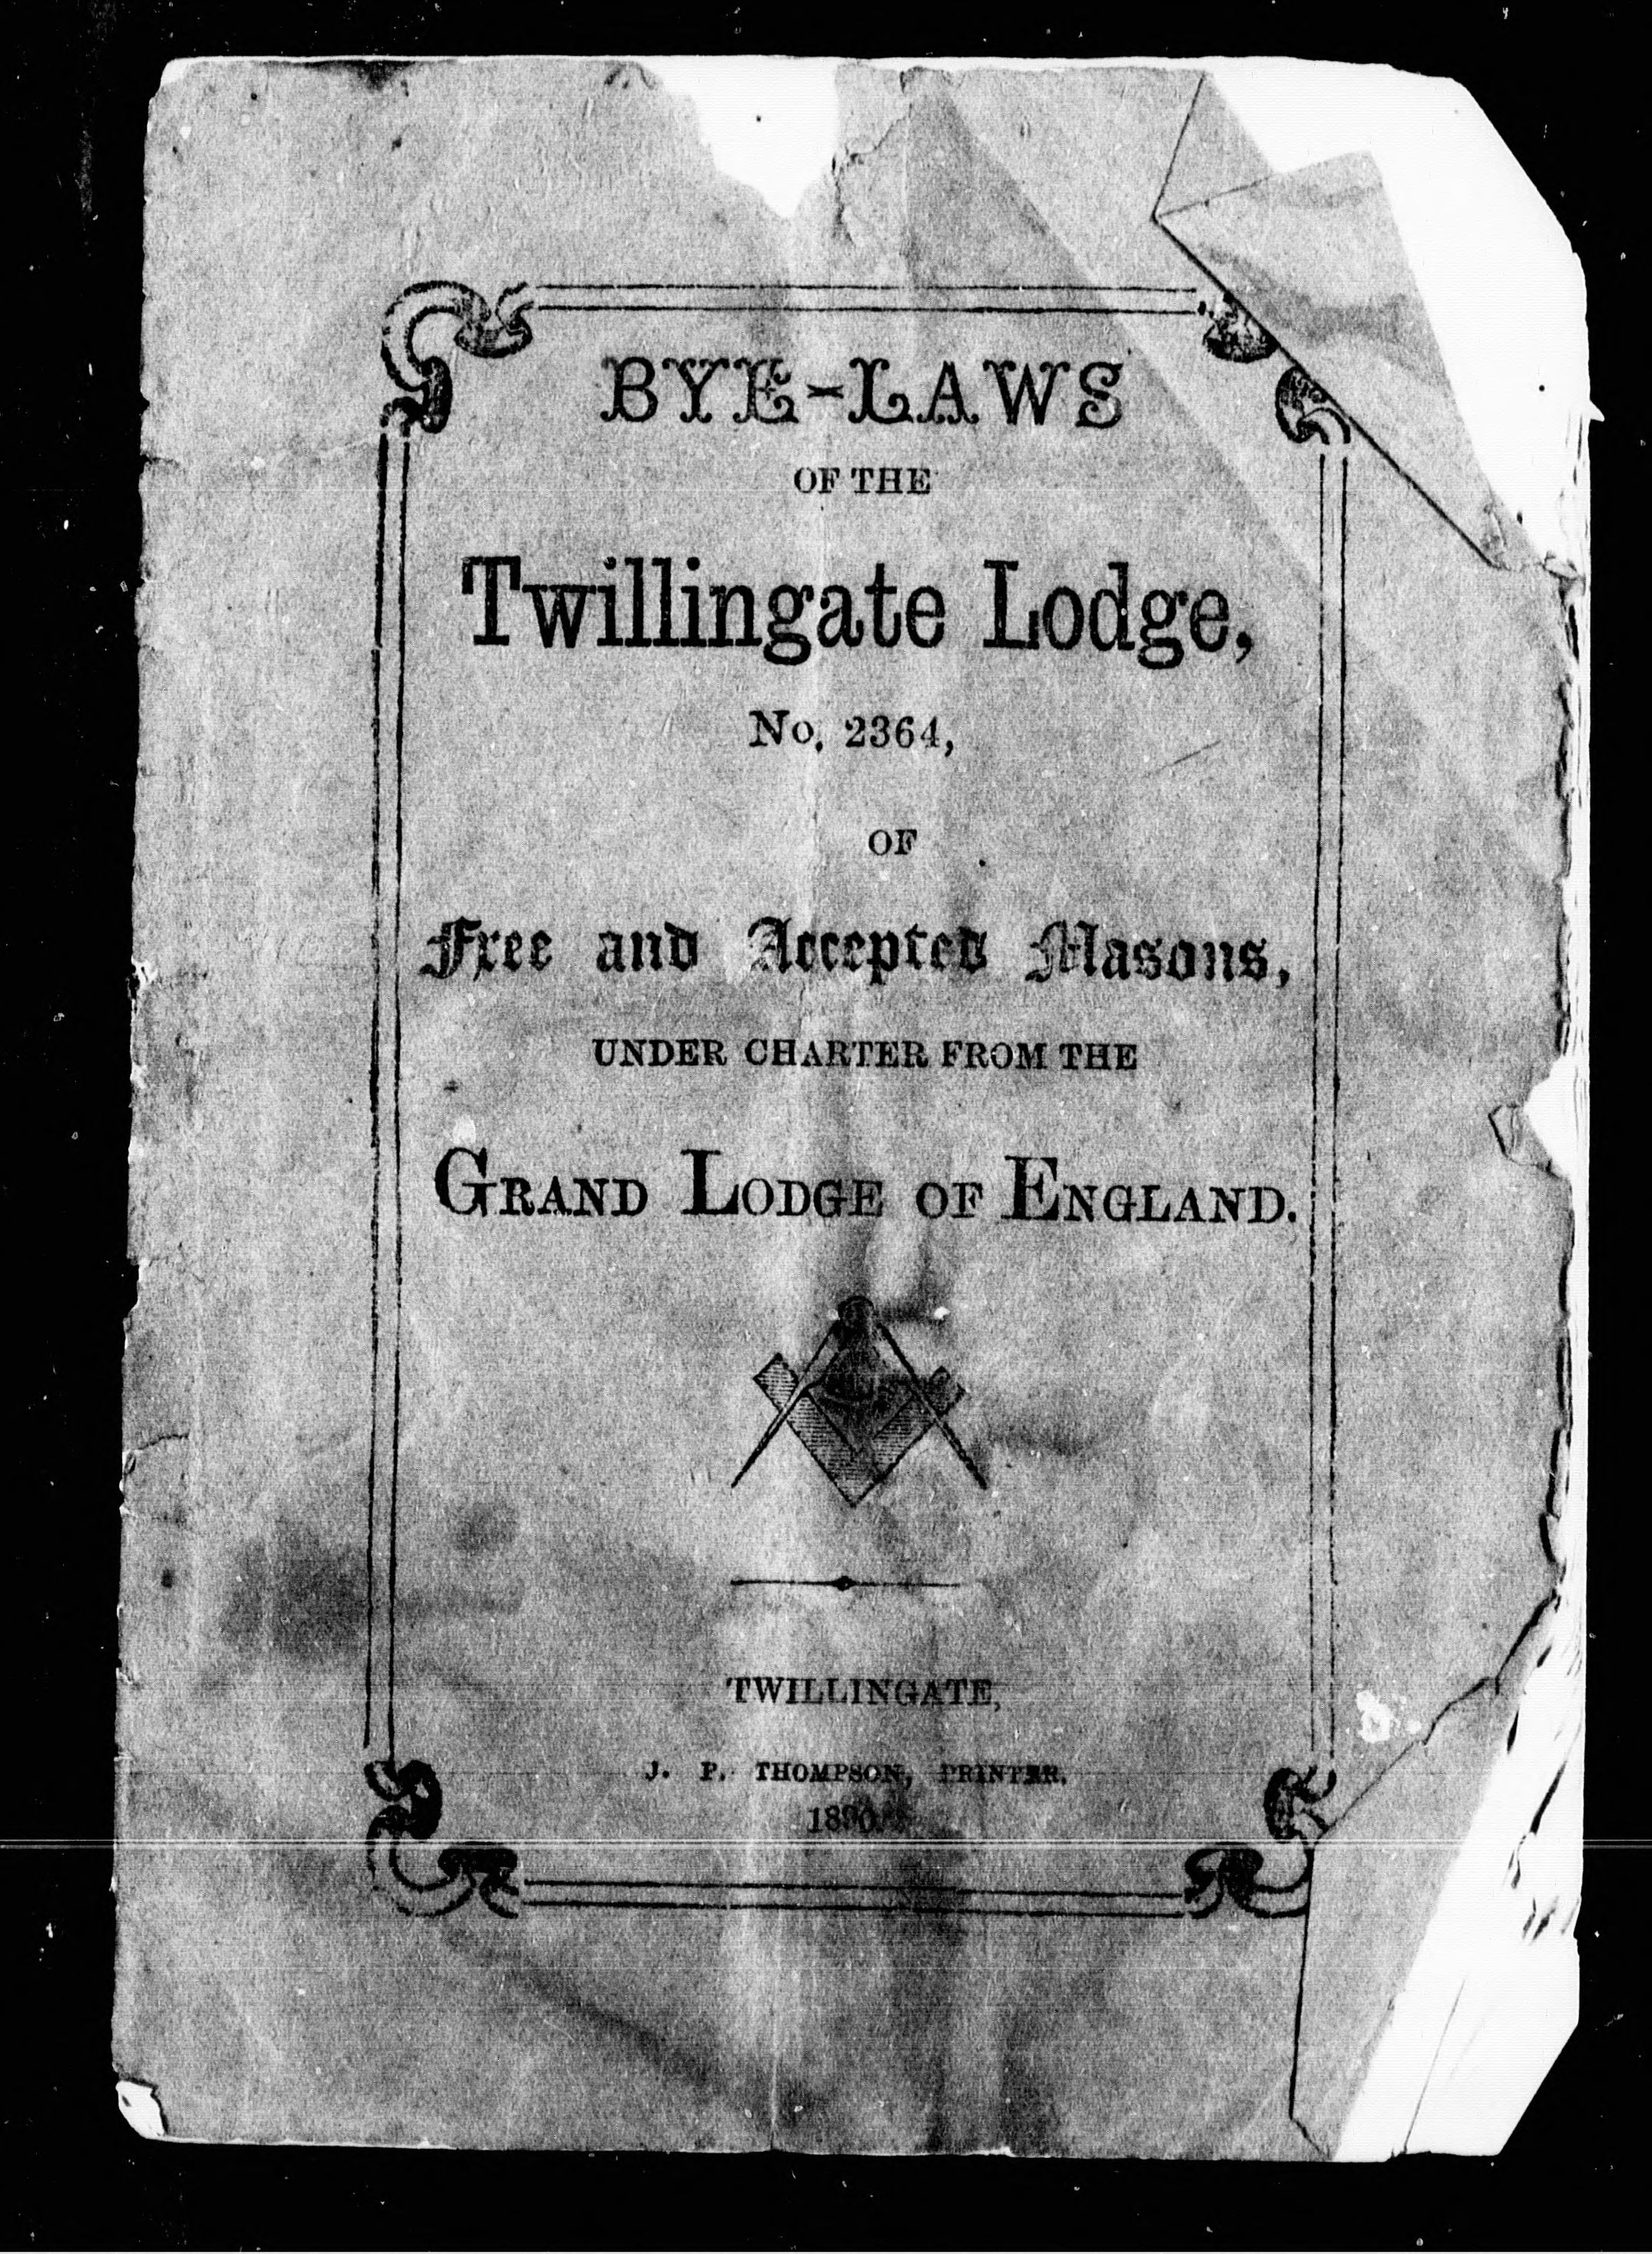 BYE-LAWS
OF THE
Twillingate Lodge,
No. 2364,
OF
Free and Accepted Masons,
UNDER CHARTER FROM THE
GRAND LODGE OF ENGLAND.
TWILLINGATE,
J. P. THOMPSON, PRINTER.
1890.